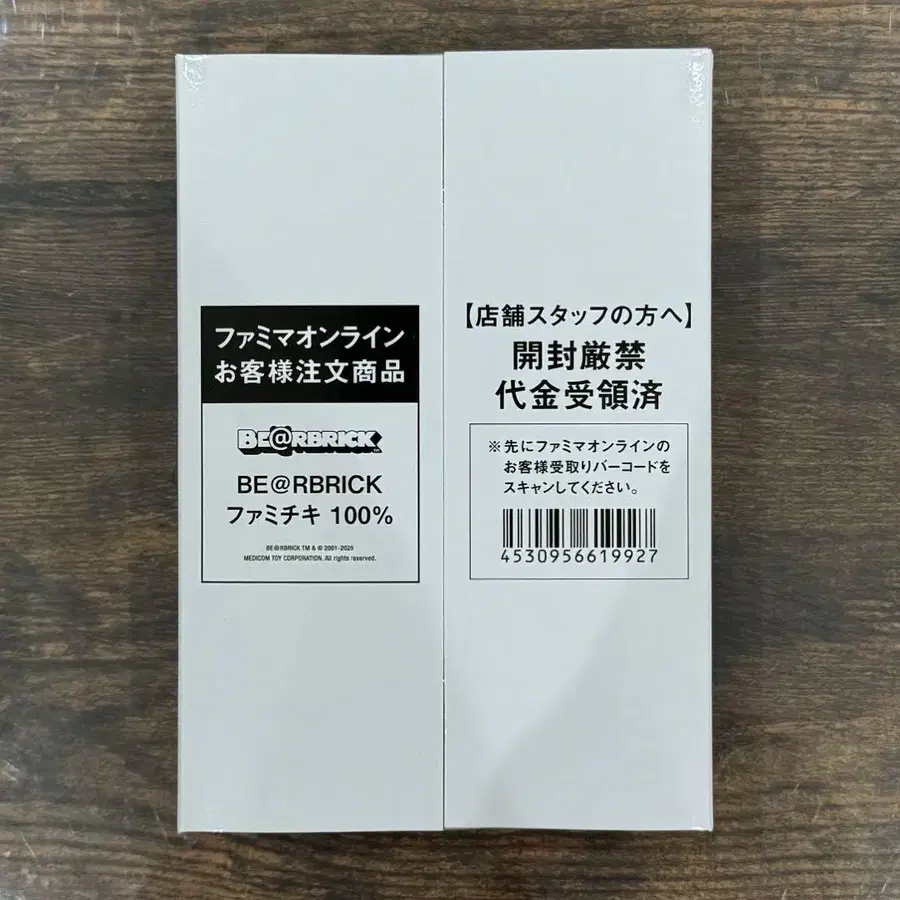 ファミマオンライン
お客様注文商品
BE@RBRICK
BE@RBRICK
ファミチキ 100%
BE@RBRICK TM & © 2001-2025
MEDICOM TOY CORPORATION. All rights reserved.
【店舗スタッフの方へ】
開封厳禁
代金受領済
※先にファミマオンラインの
お客様受取りバーコードを
スキャンしてください。
4530956619927